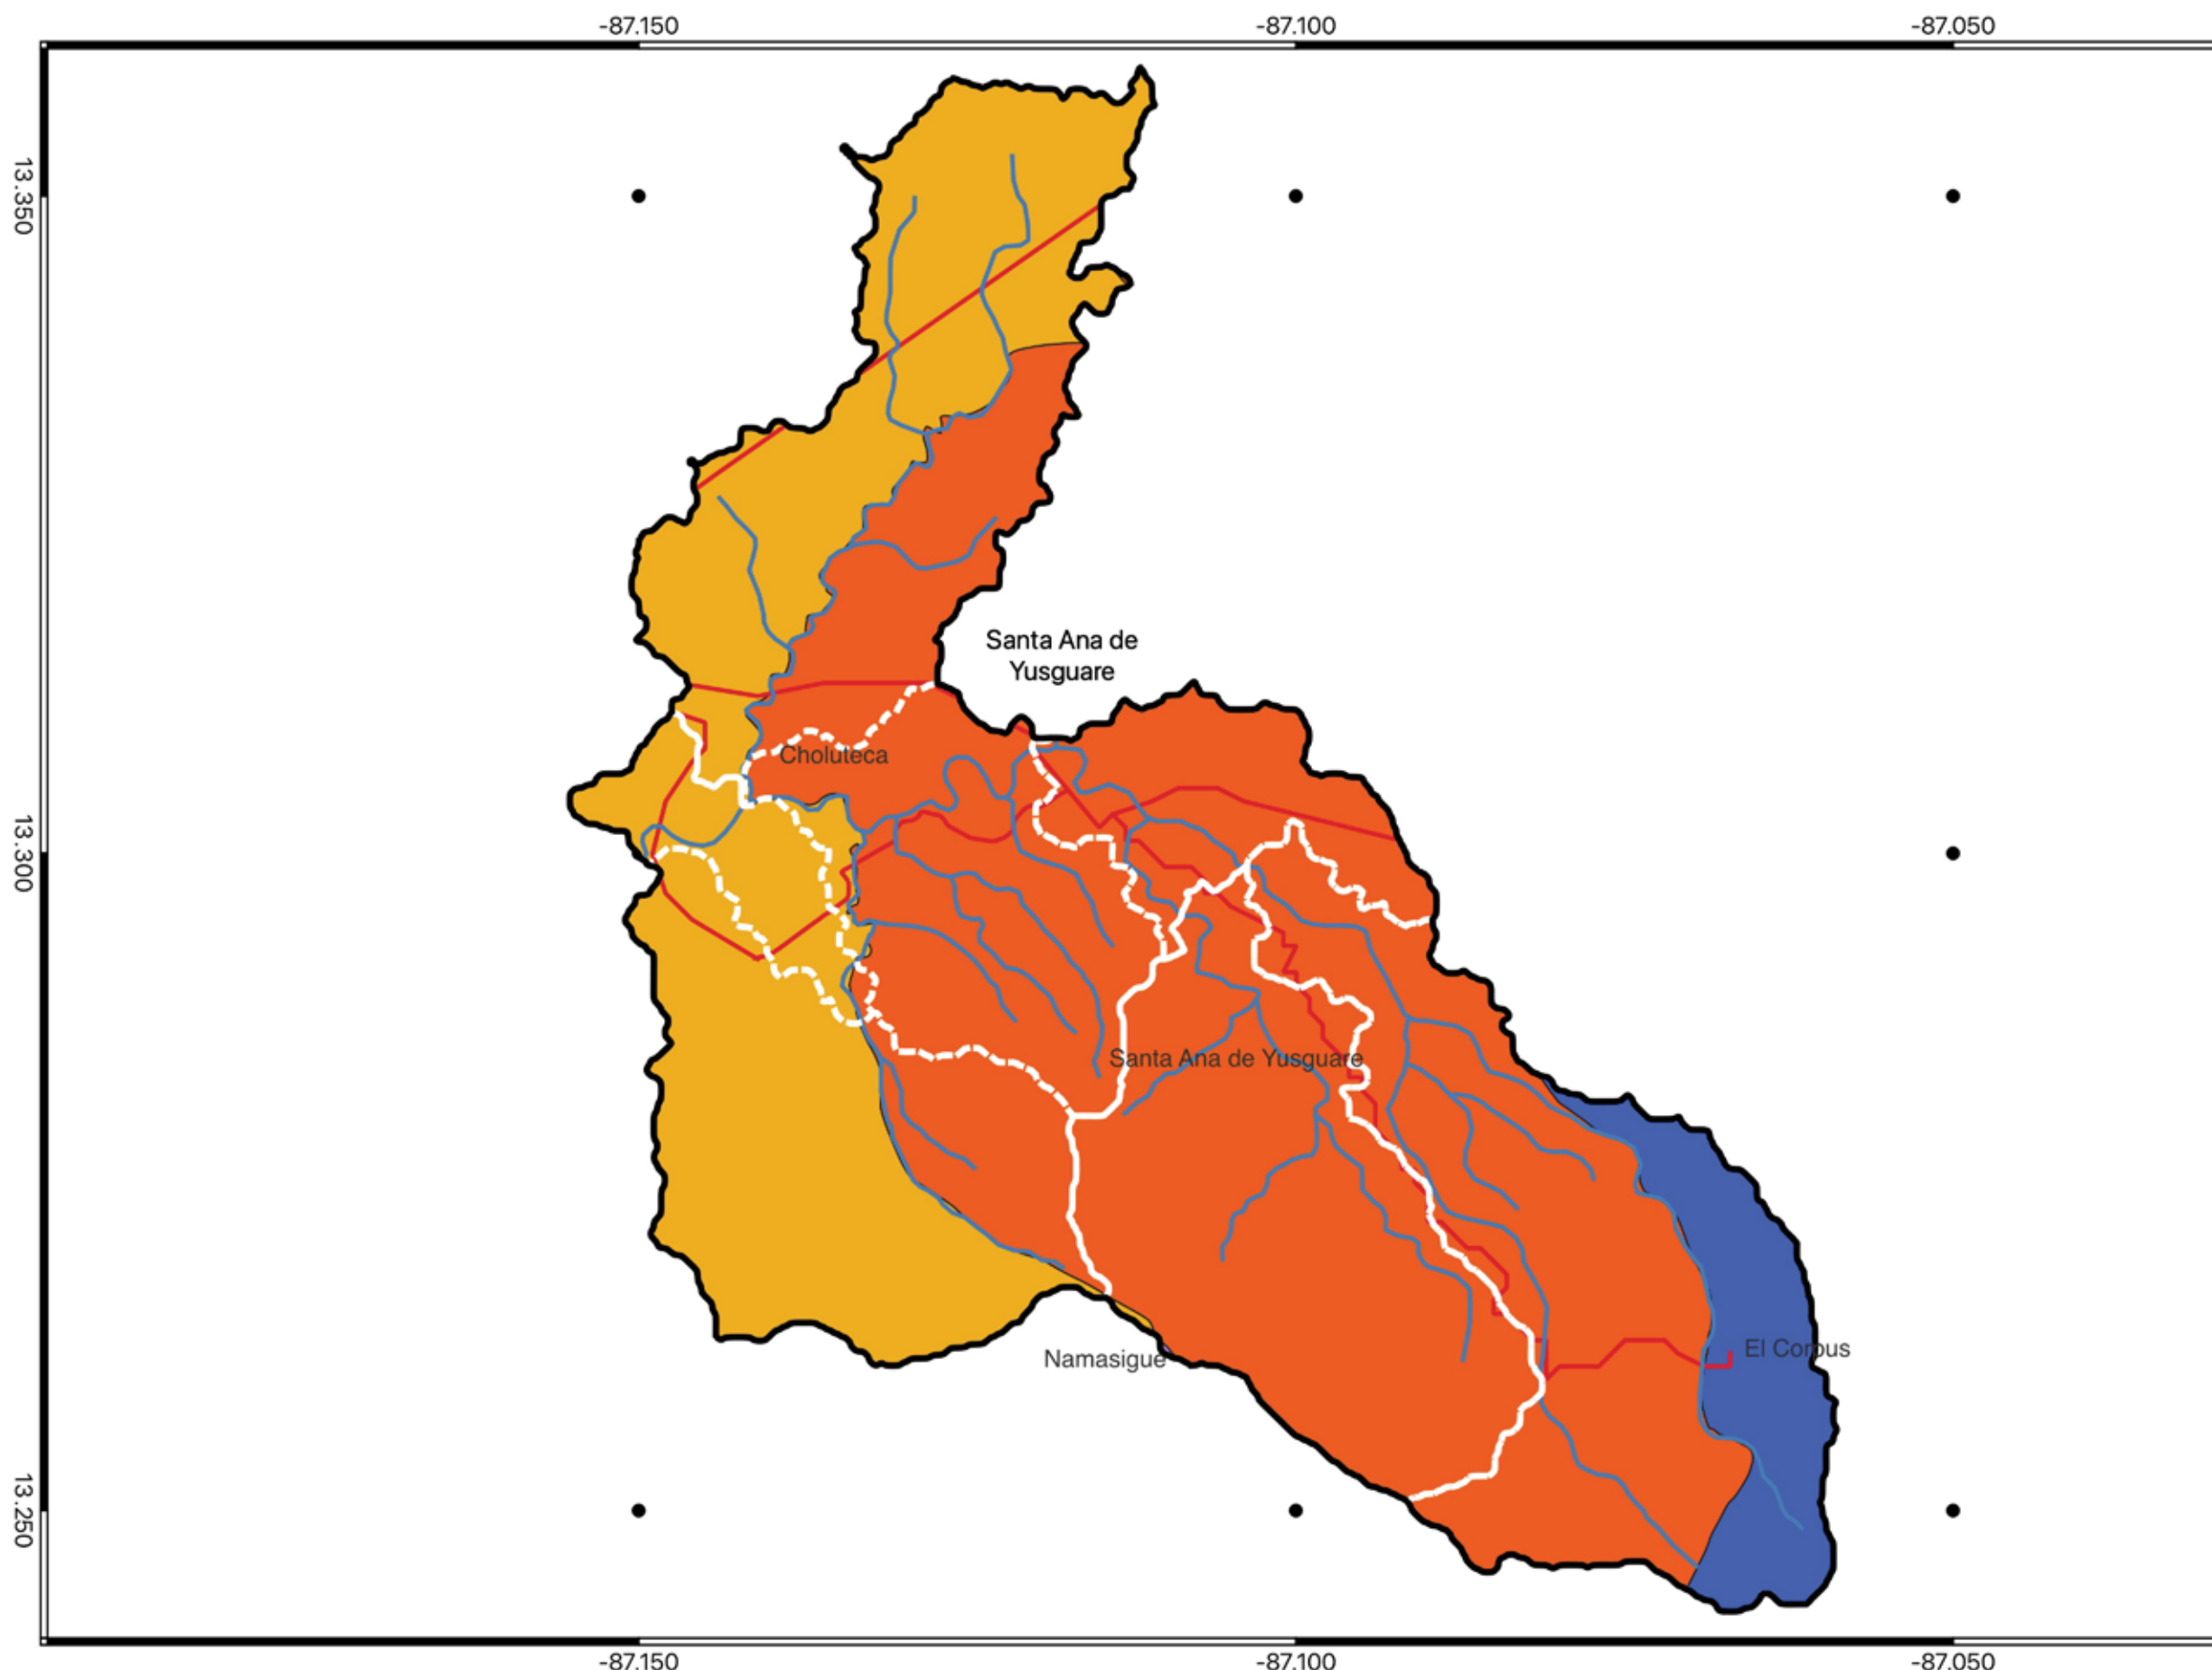 -87.150
-87.100
-87.050
13.350
Santa Ana de
Yusguare
Choluteca
13.300
Santa Ana de Yusguare
El Corpus
Namasigue
13.250
-87.150
-87.100
-87.050